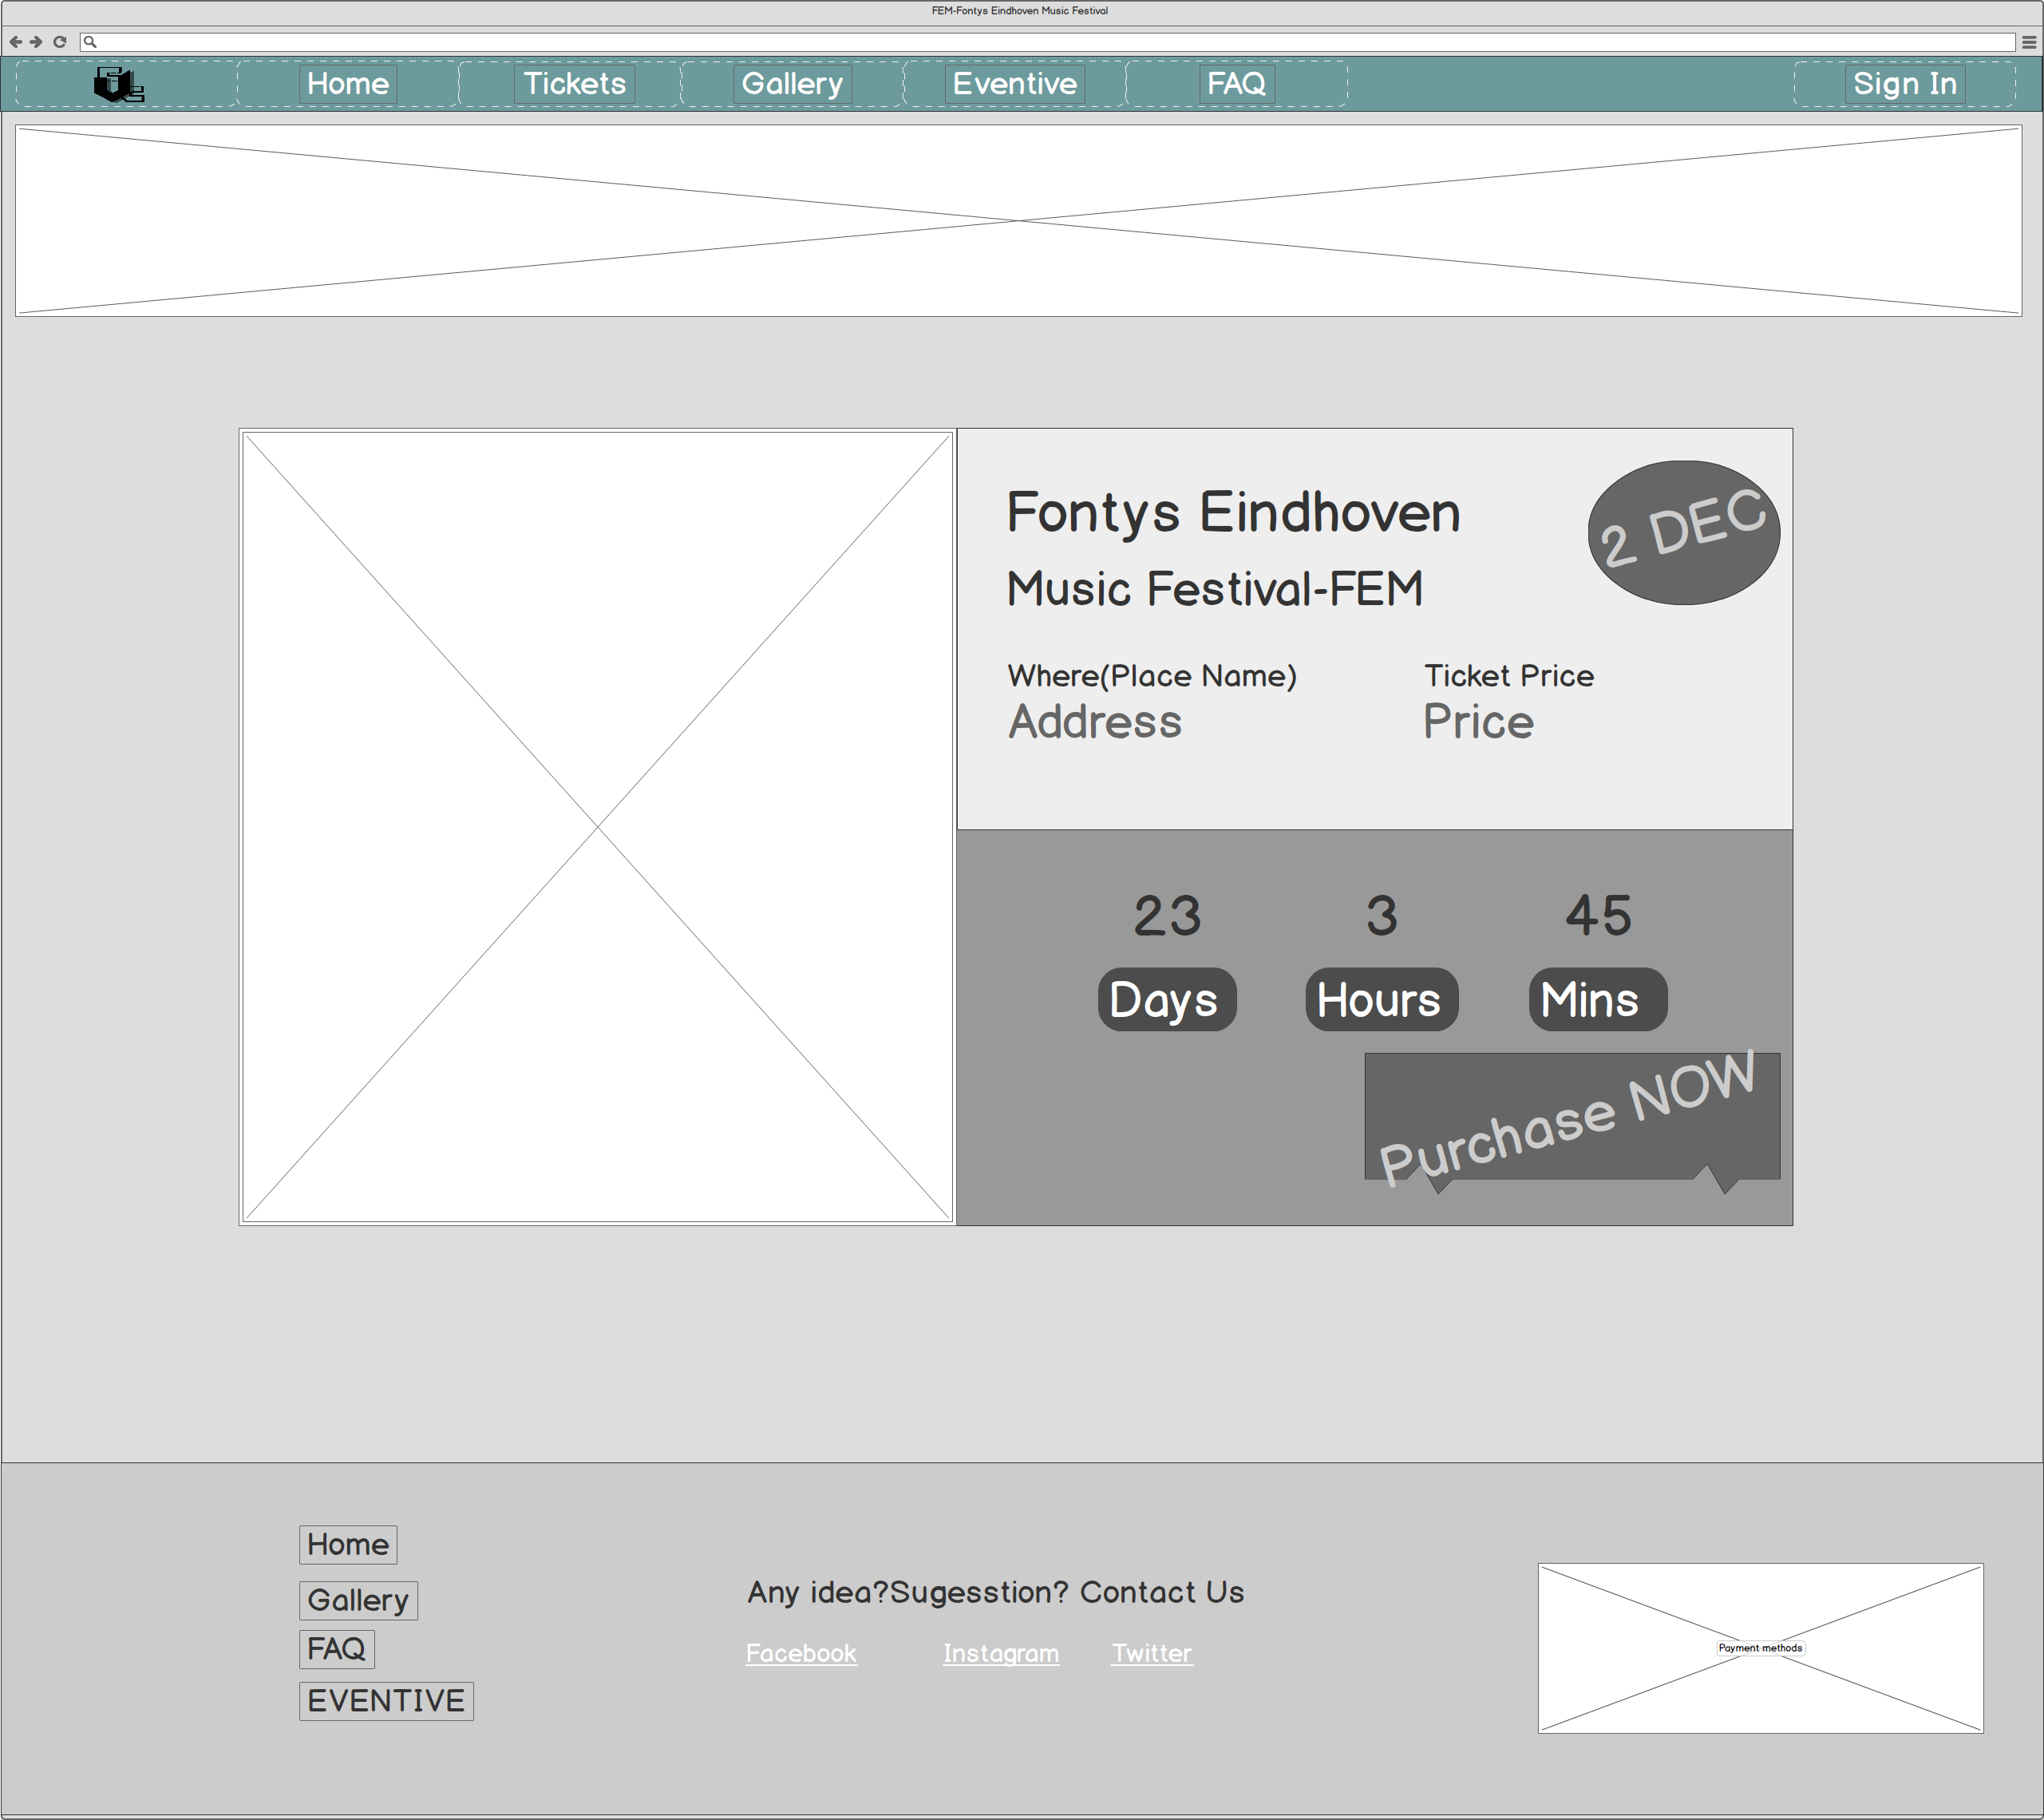 FEM-Fontys Eindhoven Music Festival
Home Tickets Gallery Eventive FAQ Sign In
Fontys Eindhoven
2 DEC
Music Festival-FEM
Where(Place Name) Ticket Price
Address Price
23 3 45
Days Hours Mins
Purchase NOW
Home
Gallery
FAQ
EVENTIVE
Any idea?Sugesstion? Contact Us
Facebook Instagram Twitter
Payment methods